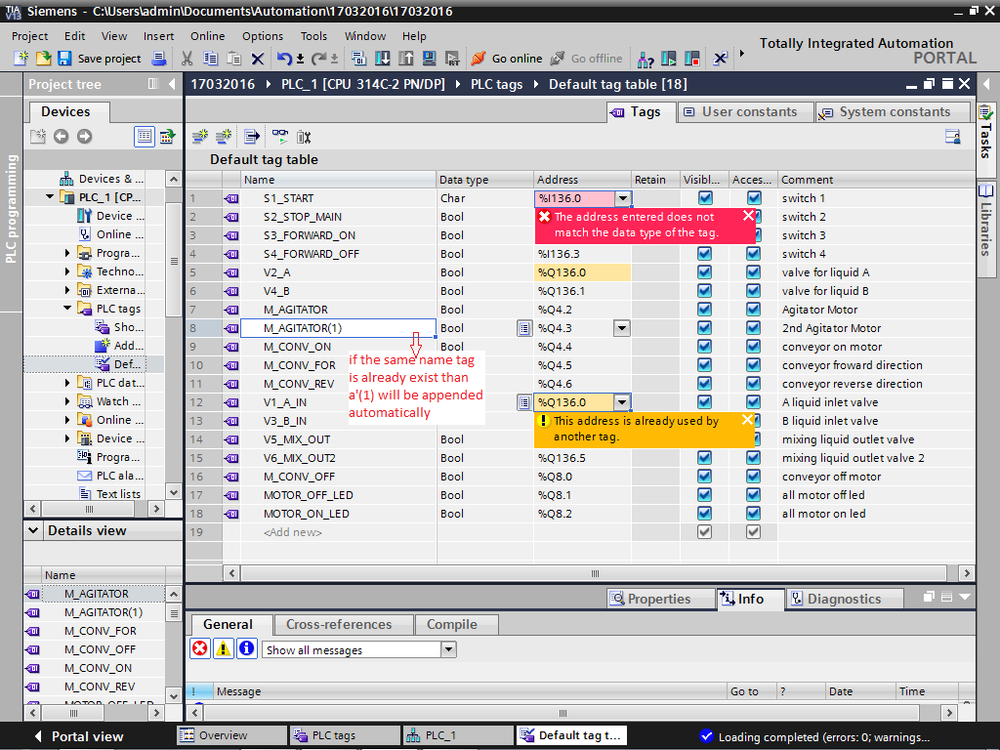 TIA V13 Siemens - C:\Users\admin\Documents\Automation\17032016\17032016
Project Edit View Insert Online Options Tools Window Help
Totally Integrated Automation
PORTAL
Save project Go online Go offline
Project tree
17032016 PLC_1 [CPU 314C-2 PN/DP] PLC tags Default tag table [18]
Devices
Tags User constants System constants
PLC programming
Tasks
Libraries
Default tag table
Name Data type Address Retain Visibl... Acces... Comment
1 S1_START Char %I136.0 switch 1
2 S2_STOP_MAIN Bool switch 2
3 S3_FORWARD_ON Bool switch 3
The address entered does not
match the data type of the tag.
4 S4_FORWARD_OFF Bool %I136.3 switch 4
5 V2_A Bool %Q136.0 valve for liquid A
6 V4_B Bool %Q136.1 valve for liquid B
7 M_AGITATOR Bool %Q4.2 Agitator Motor
8 M_AGITATOR(1) Bool %Q4.3 2nd Agitator Motor
9 M_CONV_ON Bool %Q4.4 conveyor on motor
10 M_CONV_FOR %Q4.5 conveyor froward direction
11 M_CONV_REV %Q4.6 conveyor reverse direction
12 V1_A_IN %Q136.0 A liquid inlet valve
13 V3_B_IN B liquid inlet valve
if the same name tag
is already exist than
a'(1) will be appended
automatically
This address is already used by
another tag.
14 V5_MIX_OUT Bool mixing liquid outlet valve
15 V6_MIX_OUT2 Bool %Q136.5 mixing liquid outlet valve 2
16 M_CONV_OFF Bool %Q8.0 conveyor off motor
17 MOTOR_OFF_LED Bool %Q8.1 all motor off led
18 MOTOR_ON_LED Bool %Q8.2 all motor on led
19 <Add new>
Devices & ...
PLC_1 [CP...
Device ...
Online ...
Progra...
Techno...
Externa...
PLC tags
Sho...
Add...
Def...
PLC dat...
Watch ...
Online ...
Device ...
Progra...
PLC ala...
Text lists
Details view
Name
M_AGITATOR
M_AGITATOR(1)
M_CONV_FOR
M_CONV_OFF
M_CONV_ON
M_CONV_REV
MOTOR_OFF_LED
Properties Info Diagnostics
General Cross-references Compile
Show all messages
! Message Go to ? Date Time
Portal view Overview PLC tags PLC_1 Default tag t... Loading completed (errors: 0; warnings...